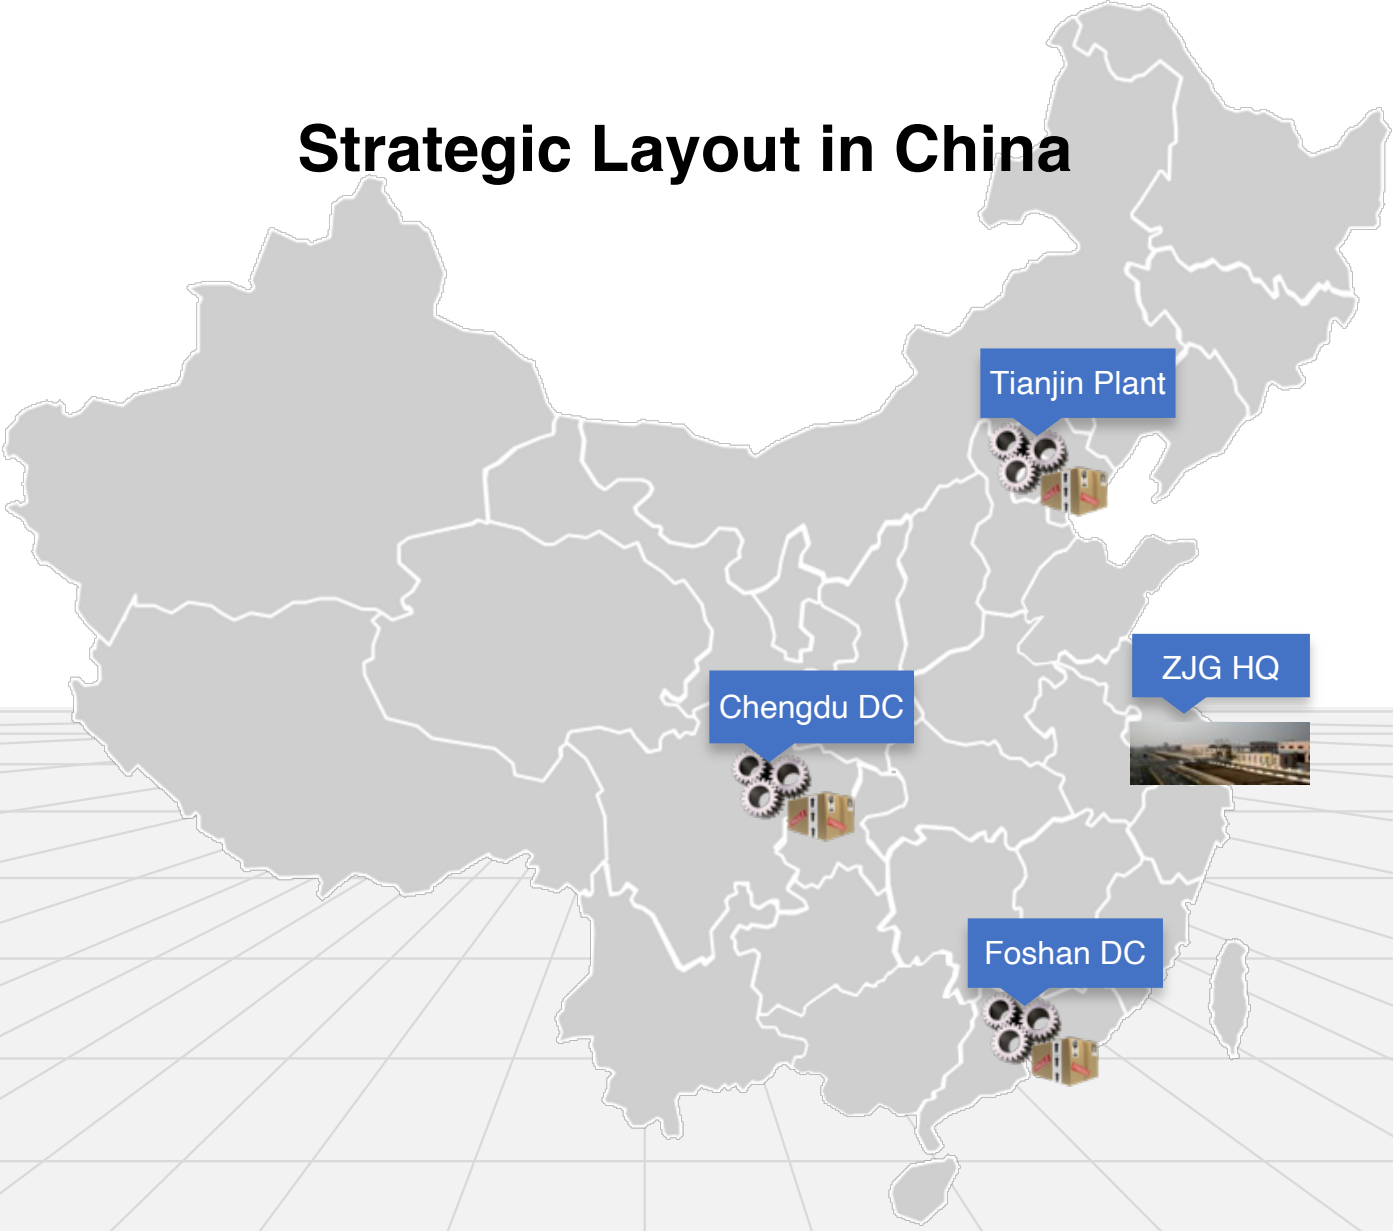 Strategic Layout in China
Tianjin Plant
ZJG HQ
Chengdu DC
Foshan DC